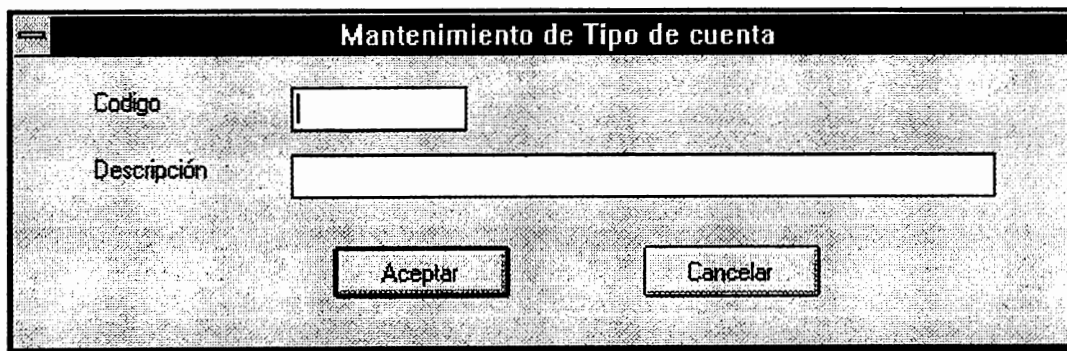 Mantenimiento de Tipo de cuenta
Codigo
Descripción
Aceptar Cancelar